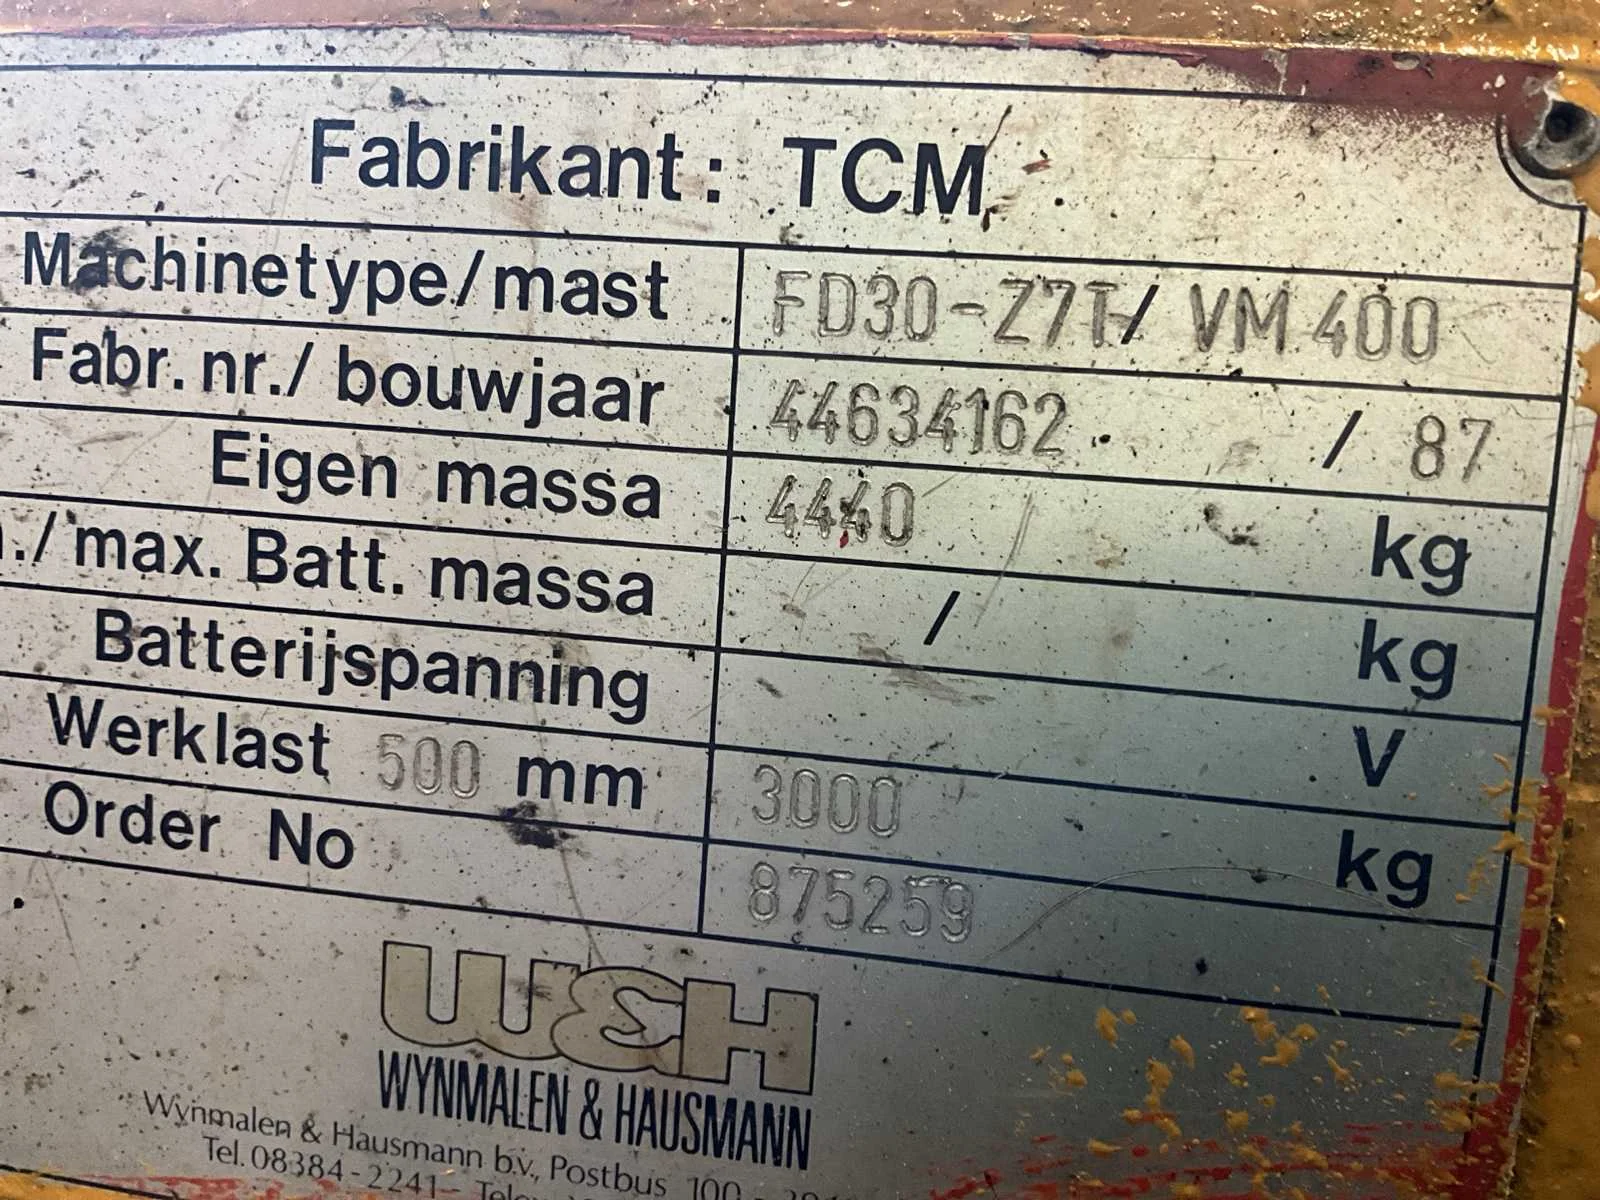 Fabrikant: TCM
Machinetype/mast FD30-Z7T/ VM 400
Fabr. nr./ bouwjaar 44634162 / 87
Eigen massa 4440 kg
./max. Batt. massa / kg
Batterijspanning V
Werklast 500 mm 3000 kg
Order No 875259
W&H
WYNMALEN & HAUSMANN
Wynmalen & Hausmann b.v., Postbus 100 -
Tel. 08384-2241-